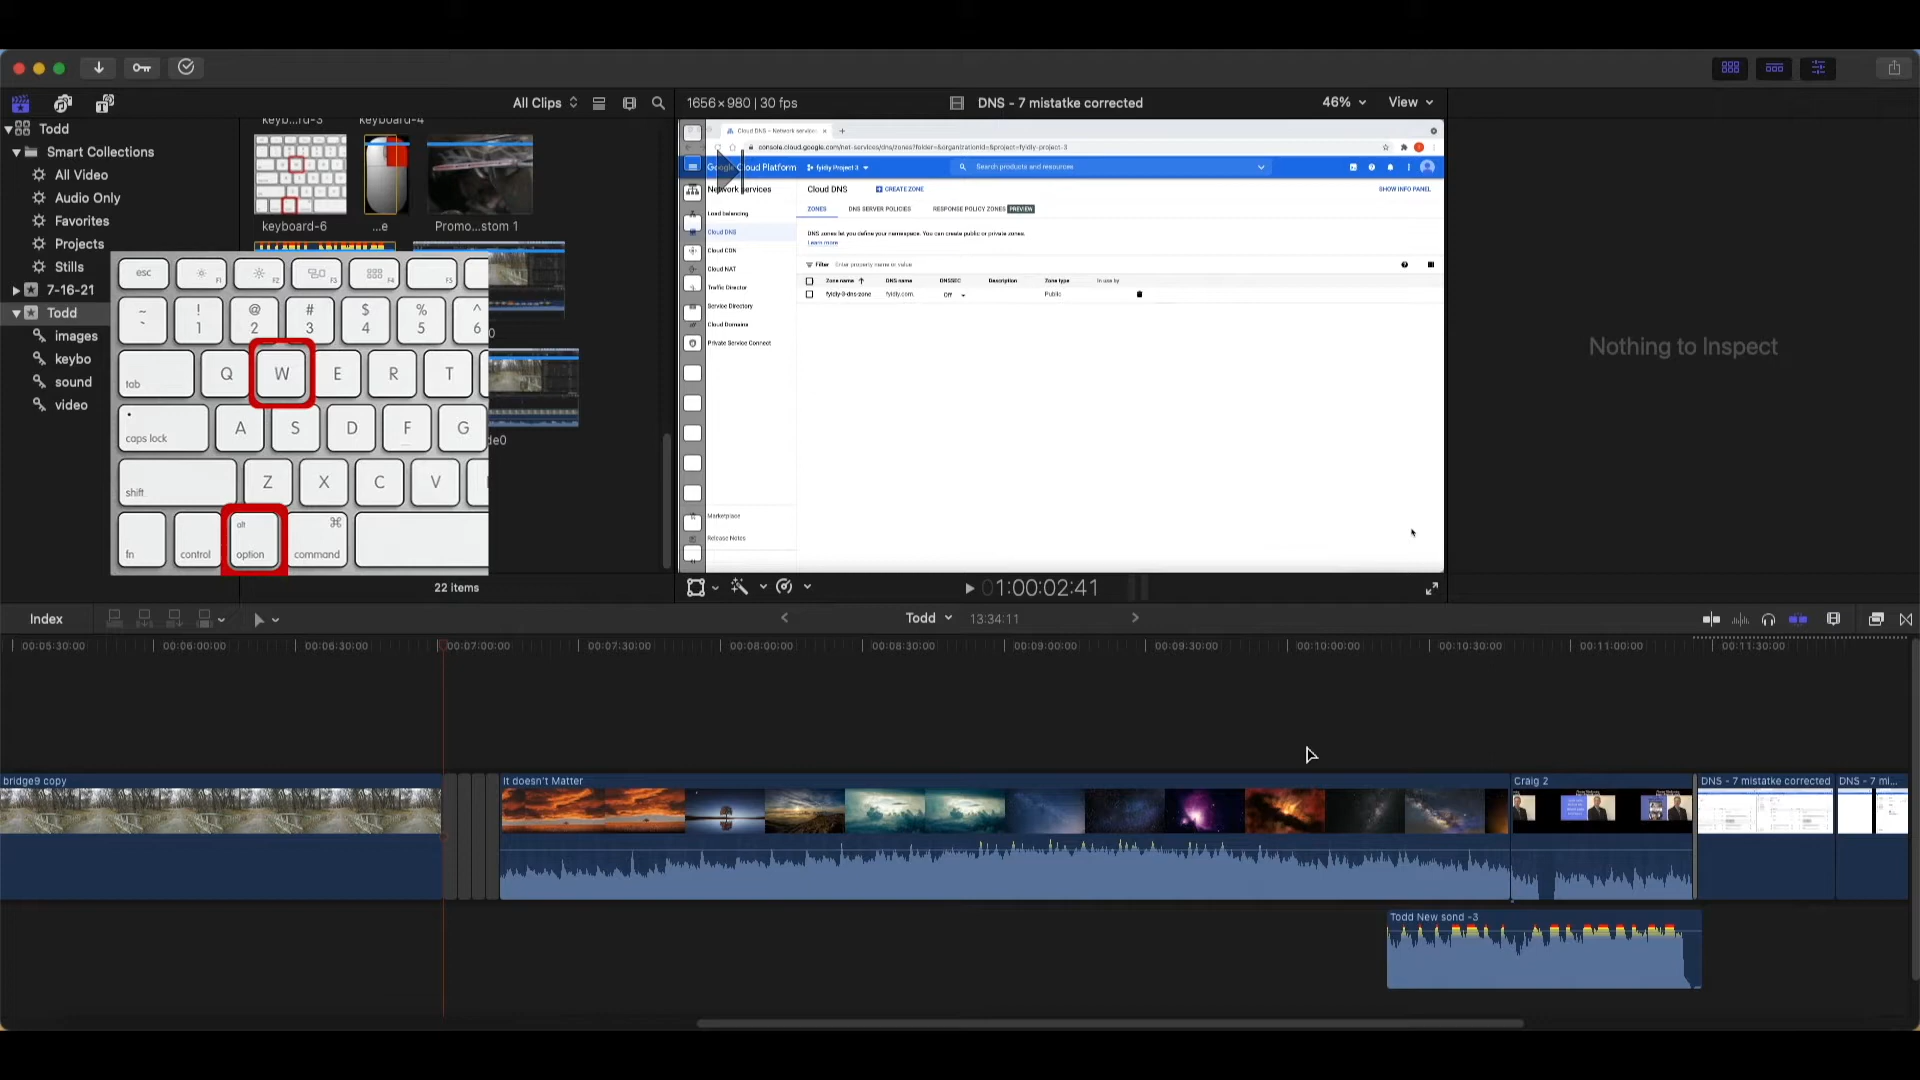 All Clips
1656 × 980 | 30 fps
DNS - 7 mistatke corrected
46%
View
Todd
Smart Collections
All Video
Audio Only
Favorites
Projects
Stills
7-16-21
Todd
images
keybo
sound
video
keyb...rd-3
keyboard-4
keyboard-6
...e
Promo...stom 1
0
de0
22 items
esc
F1
F2
F3
F4
F5
~
`
!
1
@
2
#
3
$
4
%
5
^
6
tab
Q
W
E
R
T
caps lock
A
S
D
F
G
shift
Z
X
C
V
fn
control
alt
option
⌘
command
Cloud DNS – Network services
console.cloud.google.com/net-services/dns/zones?folder=&organizationId=&project=fyidly-project-3
Google Cloud Platform
fyidly Project 3
Search products and resources
Network services
Load balancing
Cloud DNS
Cloud CDN
Cloud NAT
Traffic Director
Service Directory
Cloud Domains
Private Service Connect
Marketplace
Release Notes
Cloud DNS
CREATE ZONE
SHOW INFO PANEL
ZONES
DNS SERVER POLICIES
RESPONSE POLICY ZONES
PREVIEW
DNS zones let you define your namespace. You can create public or private zones.
Learn more
Filter
Enter property name or value
Zone name
DNS name
DNSSEC
Description
Zone type
In use by
fyidly-3-dns-zone
fyidly.com.
Off
Public
Nothing to Inspect
01:00:02:41
Index
Todd
13:34:11
00:05:30:00
00:06:00:00
00:06:30:00
00:07:00:00
00:07:30:00
00:08:00:00
00:08:30:00
00:09:00:00
00:09:30:00
00:10:00:00
00:10:30:00
00:11:00:00
00:11:30:00
bridge9 copy
It doesn't Matter
Craig 2
DNS - 7 mistatke corrected
DNS - 7 mi...
Todd New sond -3